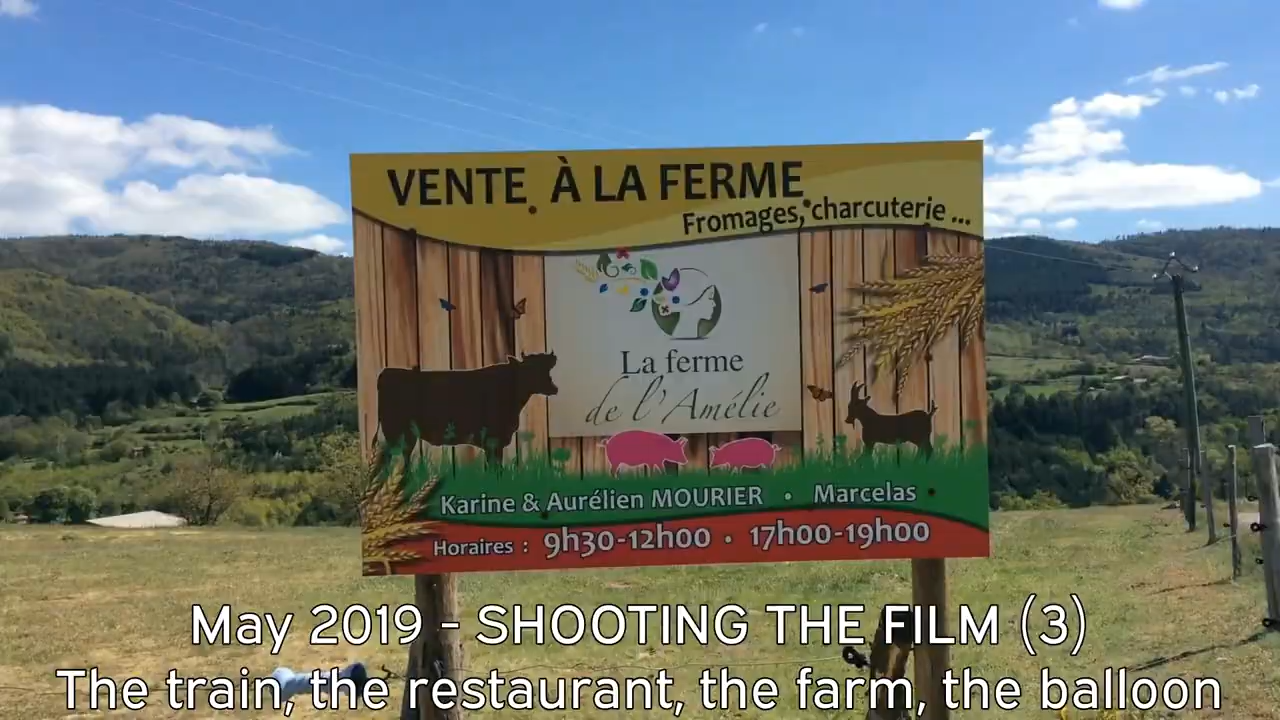 VENTE À LA FERME
Fromages, charcuterie ...
La ferme
de l'Amélie
Karine & Aurélien MOURIER • Marcelas
Horaires : 9h30-12h00 • 17h00-19h00
May 2019 - SHOOTING THE FILM (3)
The train, the restaurant, the farm, the balloon